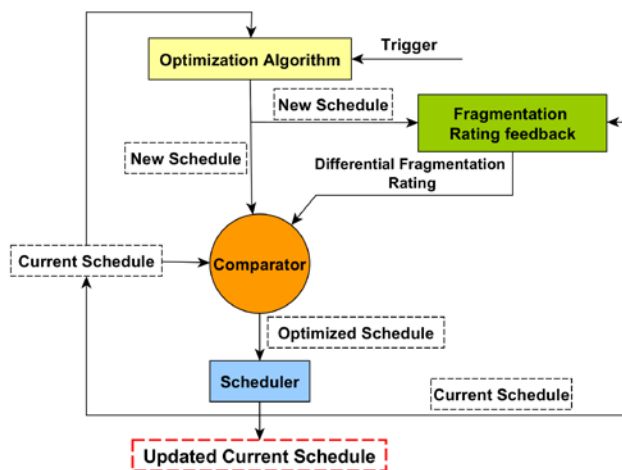 Optimization Algorithm
Trigger
New Schedule
Fragmentation
Rating feedback
New Schedule
Differential Fragmentation
Rating
Current Schedule
Comparator
Optimized Schedule
Scheduler
Current Schedule
Updated Current Schedule